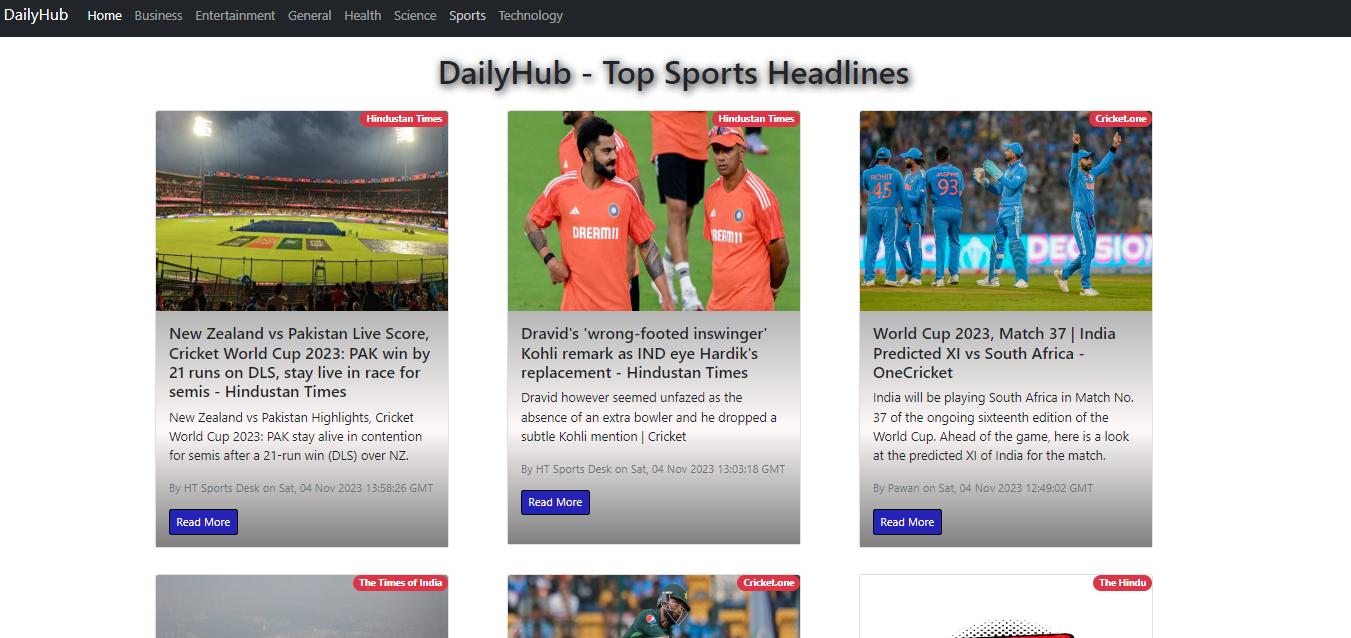 DailyHub Home Business Entertainment General Health Science Sports Technology
DailyHub - Top Sports Headlines
Hindustan Times
New Zealand vs Pakistan Live Score,
Cricket World Cup 2023: PAK win by
21 runs on DLS, stay live in race for
semis - Hindustan Times
New Zealand vs Pakistan Highlights, Cricket
World Cup 2023: PAK stay alive in contention
for semis after a 21-run win (DLS) over NZ.
By HT Sports Desk on Sat, 04 Nov 2023 13:58:26 GMT
Read More
Hindustan Times
DREAM11
DREAM11
Dravid's 'wrong-footed inswinger'
Kohli remark as IND eye Hardik's
replacement - Hindustan Times
Dravid however seemed unfazed as the
absence of an extra bowler and he dropped a
subtle Kohli mention | Cricket
By HT Sports Desk on Sat, 04 Nov 2023 13:03:18 GMT
Read More
Cricket.one
ROHIT
45
JASPRIT
93
DECISION
World Cup 2023, Match 37 | India
Predicted XI vs South Africa -
OneCricket
India will be playing South Africa in Match No.
37 of the ongoing sixteenth edition of the
World Cup. Ahead of the game, here is a look
at the predicted XI of India for the match.
By Pawan on Sat, 04 Nov 2023 12:49:02 GMT
Read More
The Times of India
Cricket.one
The Hindu